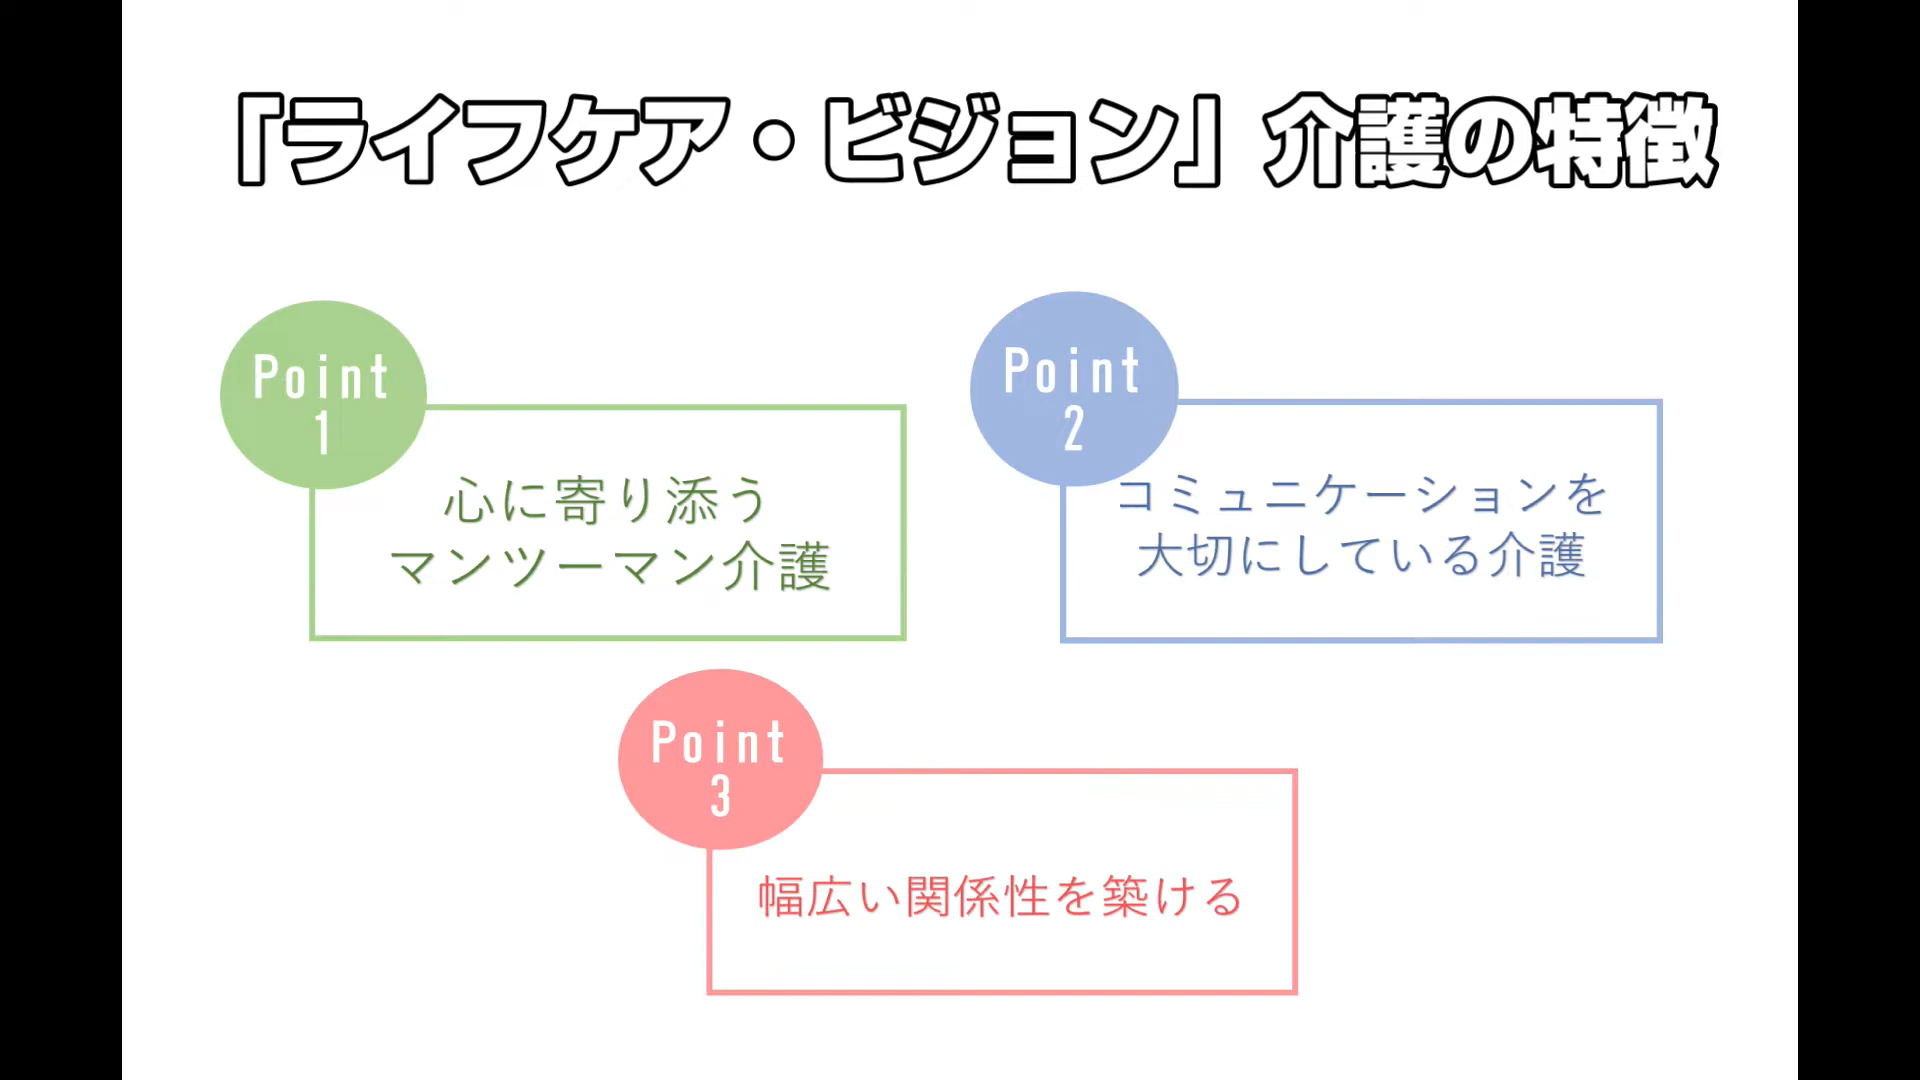 「ライフケア・ビジョン」介護の特徴
Point
1
心に寄り添う
マンツーマン介護
Point
2
コミュニケーションを
大切にしている介護
Point
3
幅広い関係性を築ける